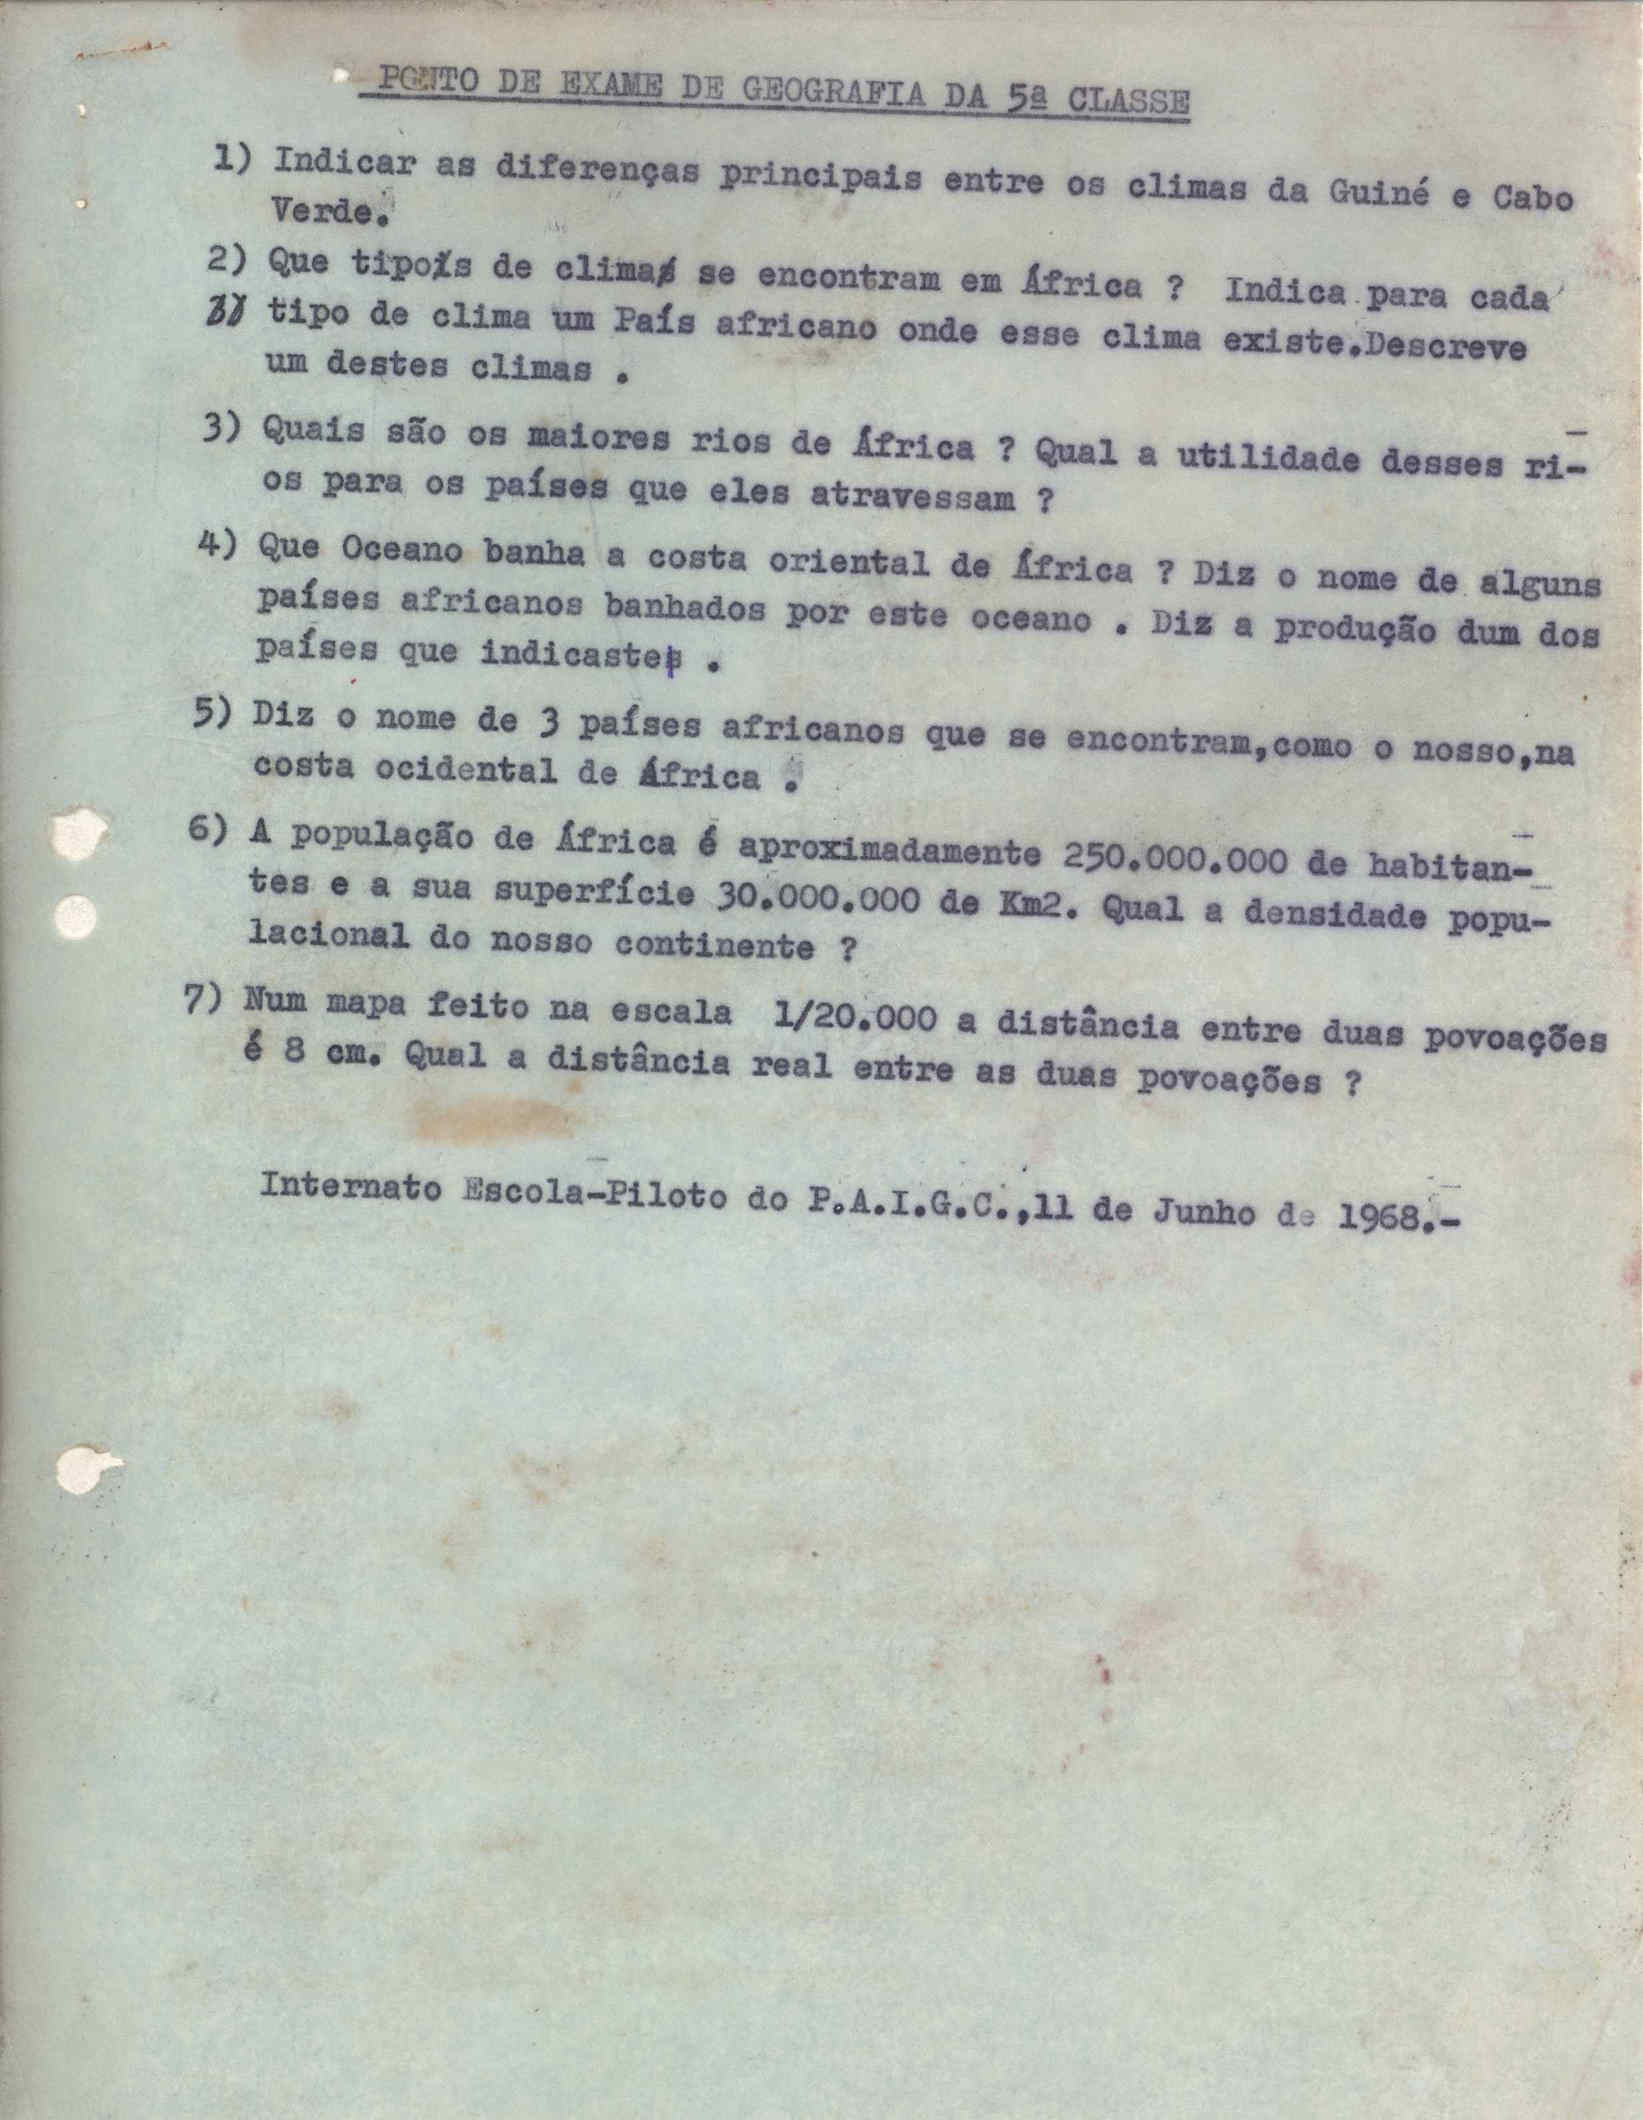 PONTO DE EXAME DE GEOGRAFIA DA 5ª CLASSE
1) Indicar as diferenças principais entre os climas da Guiné e Cabo
Verde.
2) Que tipos de clima se encontram em África ? Indica para cada
tipo de clima um País africano onde esse clima existe.Descreve
um destes climas .
3) Quais são os maiores rios de África ? Qual a utilidade desses ri-
os para os países que eles atravessam ?
4) Que Oceano banha a costa oriental de África ? Diz o nome de alguns
países africanos banhados por este oceano . Diz a produção dum dos
países que indicaste .
5) Diz o nome de 3 países africanos que se encontram,como o nosso,na
costa ocidental de África .
6) A população de África é aproximadamente 250.000.000 de habitan-
tes e a sua superfície 30.000.000 de Km2. Qual a densidade popu-
lacional do nosso continente ?
7) Num mapa feito na escala 1/20.000 a distância entre duas povoações
é 8 cm. Qual a distância real entre as duas povoações ?
Internato Escola-Piloto do P.A.I.G.C.,11 de Junho de 1968.-